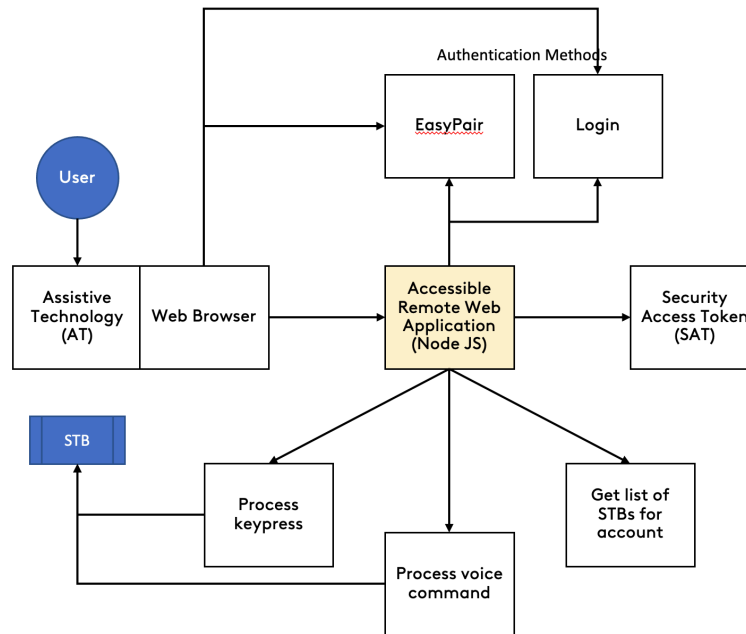 Authentication Methods
EasyPair
Login
User
Assistive
Technology
(AT)
Web Browser
Accessible
Remote Web
Application
(Node JS)
Security
Access Token
(SAT)
STB
Process
keypress
Process voice
command
Get list of
STBs for
account